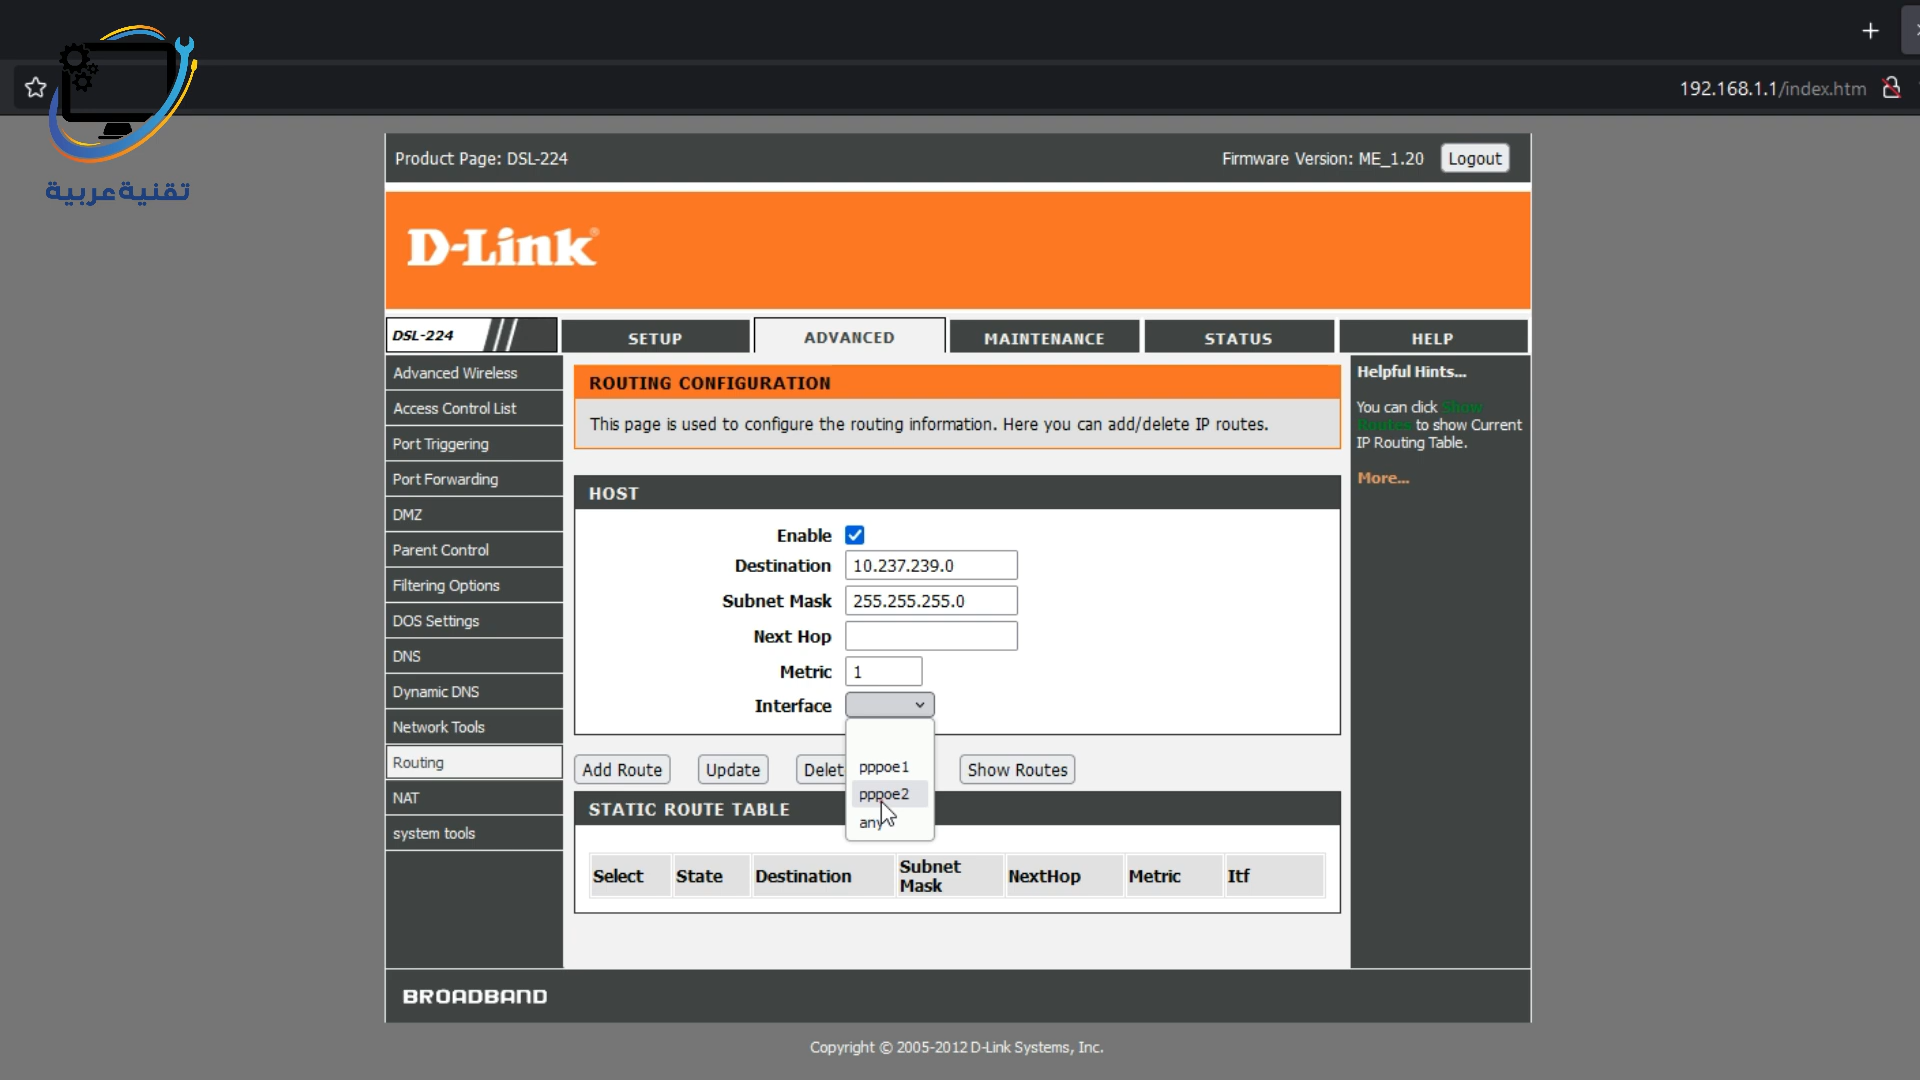 192.168.1.1/index.htm
تقنية عربية
Product Page: DSL-224
Firmware Version: ME_1.20
Logout
D-Link
DSL-224
SETUP
ADVANCED
MAINTENANCE
STATUS
HELP
Advanced Wireless
Access Control List
Port Triggering
Port Forwarding
DMZ
Parent Control
Filtering Options
DOS Settings
DNS
Dynamic DNS
Network Tools
Routing
NAT
system tools
ROUTING CONFIGURATION
This page is used to configure the routing information. Here you can add/delete IP routes.
HOST
Enable
Destination 10.237.239.0
Subnet Mask 255.255.255.0
Next Hop
Metric 1
Interface
pppoe1
pppoe2
any
Add Route
Update
Delet
Show Routes
STATIC ROUTE TABLE
Select
State
Destination
Subnet
Mask
NextHop
Metric
Itf
Helpful Hints...
You can click Show
Routes to show Current
IP Routing Table.
More...
BROADBAND
Copyright © 2005-2012 D-Link Systems, Inc.